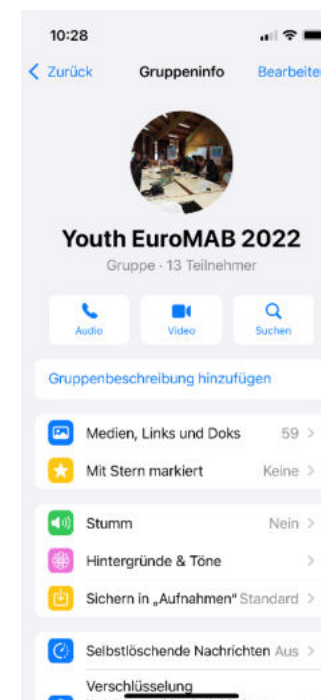 10:28
Zurück Gruppeninfo Bearbeiten
Youth EuroMAB 2022
Gruppe · 13 Teilnehmer
Audio Video Suchen
Gruppenbeschreibung hinzufügen
Medien, Links und Doks 59
Mit Stern markiert Keine
Stumm Nein
Hintergründe & Töne
Sichern in „Aufnahmen“ Standard
Selbstlöschende Nachrichten Aus
Verschlüsselung